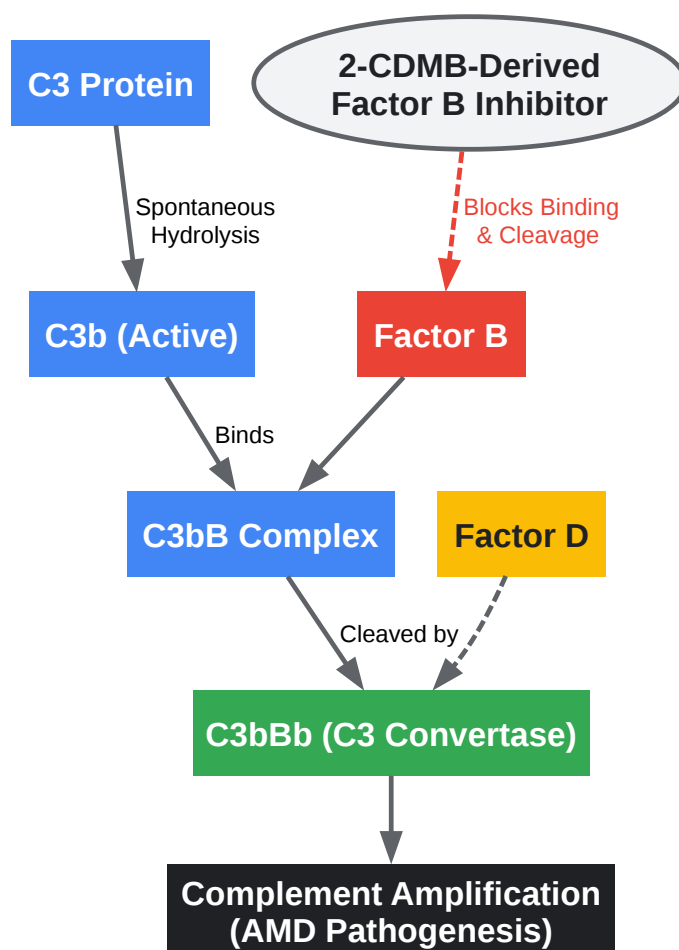 C3 Protein
2-CDMB-Derived
Factor B Inhibitor
Spontaneous
Hydrolysis
Blocks Binding
& Cleavage
C3b (Active)
Factor B
Binds
C3bB Complex
Factor D
Cleaved by
C3bBb (C3 Convertase)
Complement Amplification
(AMD Pathogenesis)